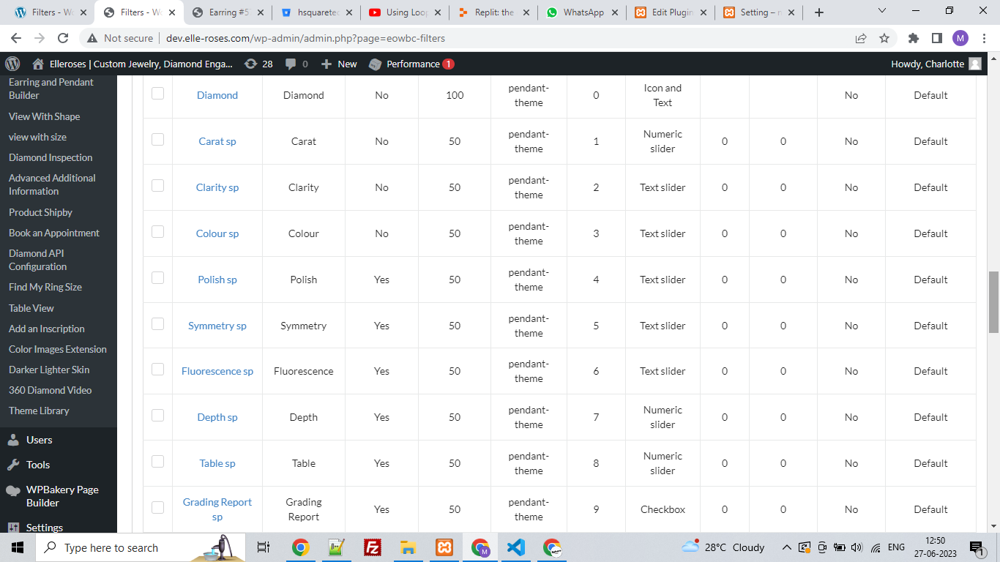 Filters - Wo
Filters - Wo
Earring #5
hsquaretec
Using Loop
Replit: the
WhatsApp
Edit Plugin
Setting – n
M
Not secure
dev.elle-roses.com/wp-admin/admin.php?page=eowbc-filters
Elleroses | Custom Jewelry, Diamond Enga...
28
0
New
Performance 1
Howdy, Charlotte
Earring and Pendant
Builder
View With Shape
view with size
Diamond Inspection
Advanced Additional
Information
Product Shipby
Book an Appointment
Diamond API
Configuration
Find My Ring Size
Table View
Add an Inscription
Color Images Extension
Darker Lighter Skin
360 Diamond Video
Theme Library
Users
Tools
WPBakery Page
Builder
Settings
Diamond Diamond No 100 pendant-theme 0 Icon and Text No Default
Carat sp Carat No 50 pendant-theme 1 Numeric slider 0 0 No Default
Clarity sp Clarity No 50 pendant-theme 2 Text slider 0 0 No Default
Colour sp Colour No 50 pendant-theme 3 Text slider 0 0 No Default
Polish sp Polish Yes 50 pendant-theme 4 Text slider 0 0 No Default
Symmetry sp Symmetry Yes 50 pendant-theme 5 Text slider 0 0 No Default
Fluorescence sp Fluorescence Yes 50 pendant-theme 6 Text slider 0 0 No Default
Depth sp Depth Yes 50 pendant-theme 7 Numeric slider 0 0 No Default
Table sp Table Yes 50 pendant-theme 8 Numeric slider 0 0 No Default
Grading Report sp Grading Report Yes 50 pendant-theme 9 Checkbox 0 0 No Default
Type here to search
28°C Cloudy
ENG
12:50
27-06-2023
1